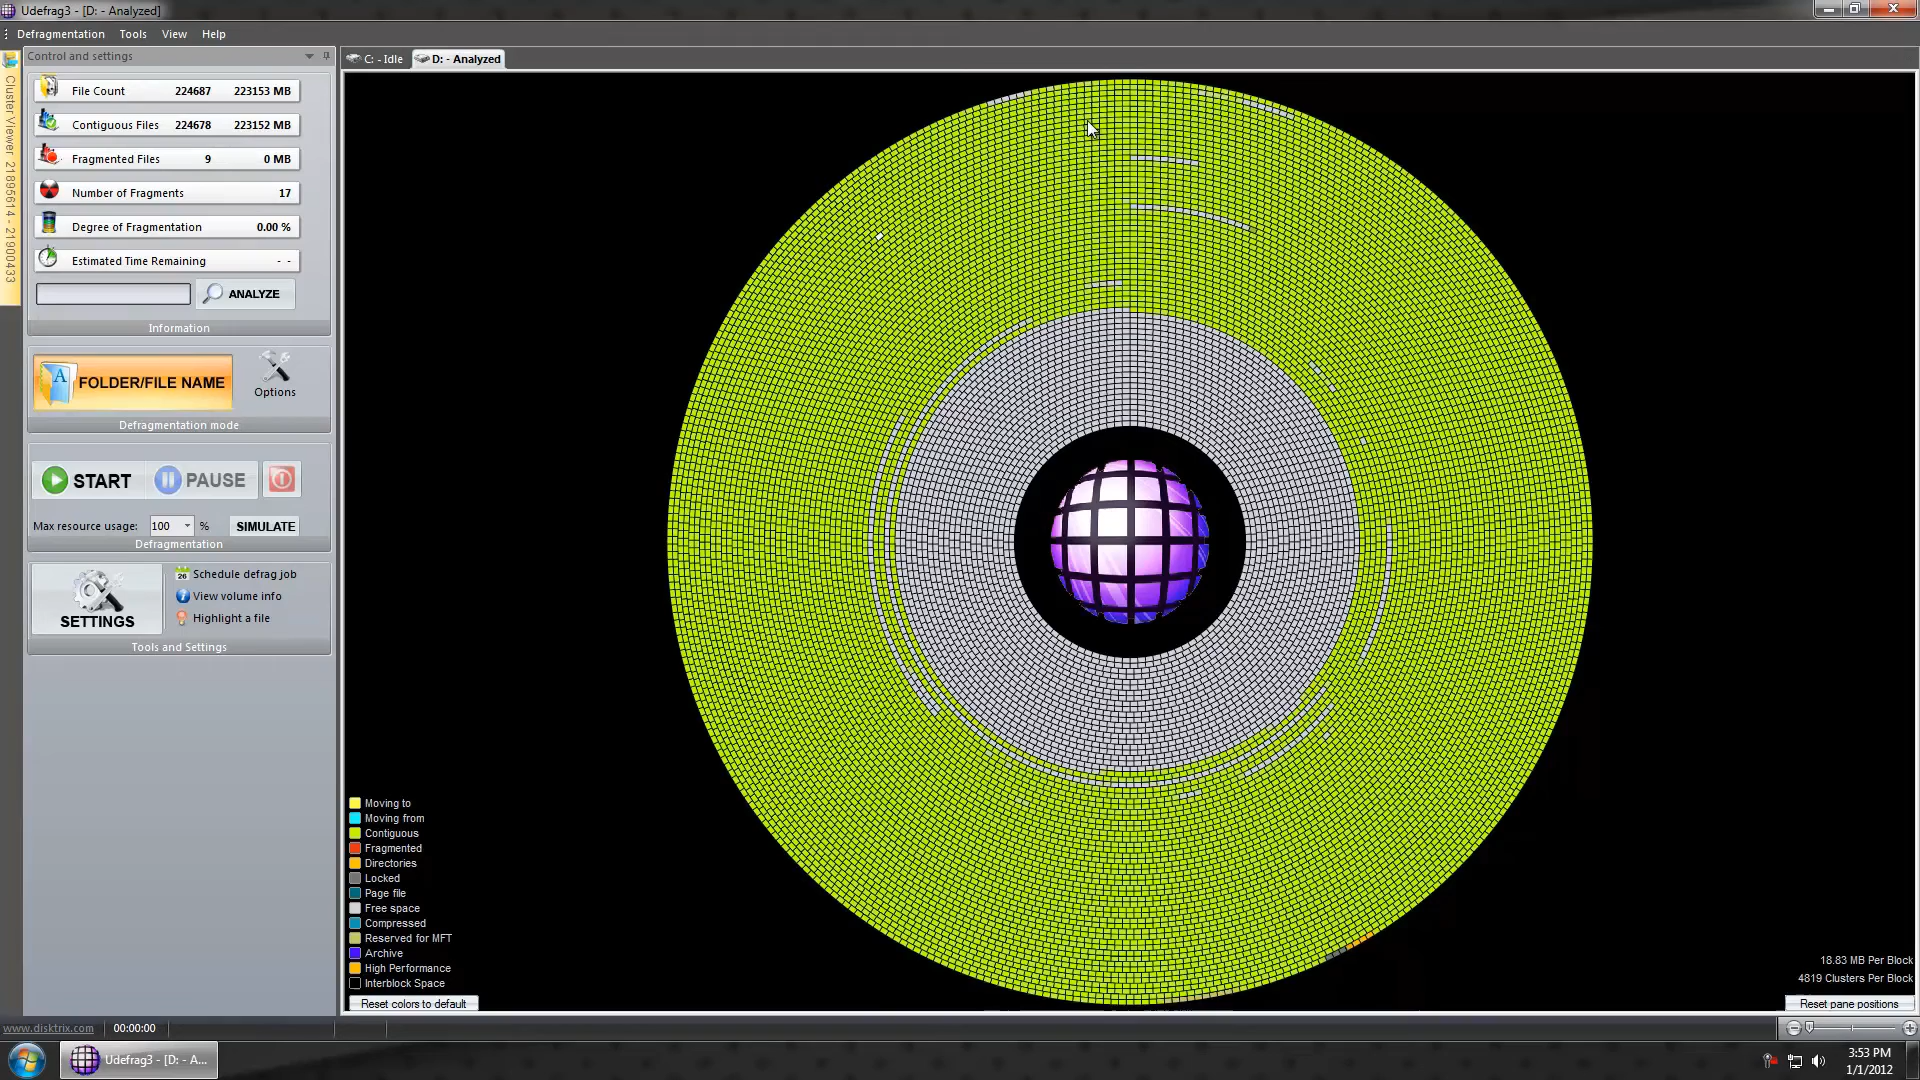 Udefrag3 - [D: - Analyzed]
Defragmentation Tools View Help
Control and settings
C: - Idle D: - Analyzed
Cluster Viewer 21895614 - 21900433
File Count 224687 223153 MB
Contiguous Files 224678 223152 MB
Fragmented Files 9 0 MB
Number of Fragments 17
Degree of Fragmentation 0.00 %
Estimated Time Remaining - -
ANALYZE
Information
A FOLDER/FILE NAME
Options
Defragmentation mode
START PAUSE
Max resource usage: 100 % SIMULATE
Defragmentation
SETTINGS
26 Schedule defrag job
View volume info
Highlight a file
Tools and Settings
Moving to
Moving from
Contiguous
Fragmented
Directories
Locked
Page file
Free space
Compressed
Reserved for MFT
Archive
High Performance
Interblock Space
Reset colors to default
18.83 MB Per Block
4819 Clusters Per Block
Reset pane positions
www.disktrix.com 00:00:00
Udefrag3 - [D: - A...
3:53 PM
1/1/2012